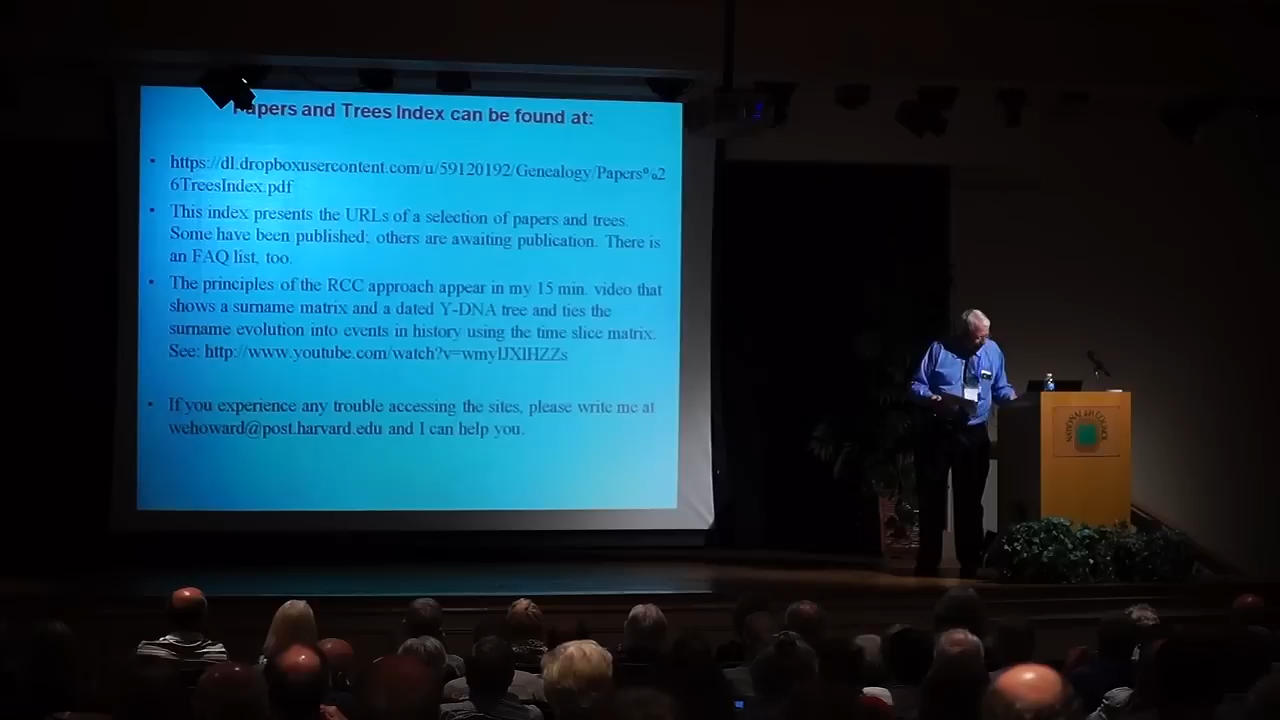 Papers and Trees Index can be found at:
• https://dl.dropboxusercontent.com/u/59120192/Genealogy/Papers%2
6TreesIndex.pdf
• This index presents the URLs of a selection of papers and trees.
Some have been published; others are awaiting publication. There is
an FAQ list, too.
• The principles of the RCC approach appear in my 15 min. video that
shows a surname matrix and a dated Y-DNA tree and ties the
surname evolution into events in history using the time slice matrix.
See: http://www.youtube.com/watch?v=wmyIJXlHZZs
• If you experience any trouble accessing the sites, please write me at
wehoward@post.harvard.edu and I can help you.
NATIONAL 4-H COUNCIL